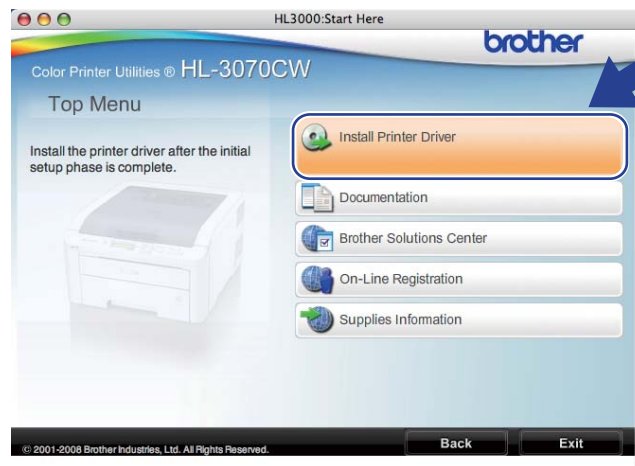 HL3000:Start Here
brother
Color Printer Utilities ® HL-3070CW
Top Menu
Install the printer driver after the initial
setup phase is complete.
Install Printer Driver
Documentation
Brother Solutions Center
On-Line Registration
Supplies Information
© 2001-2008 Brother Industries, Ltd. All Rights Reserved.
Back
Exit